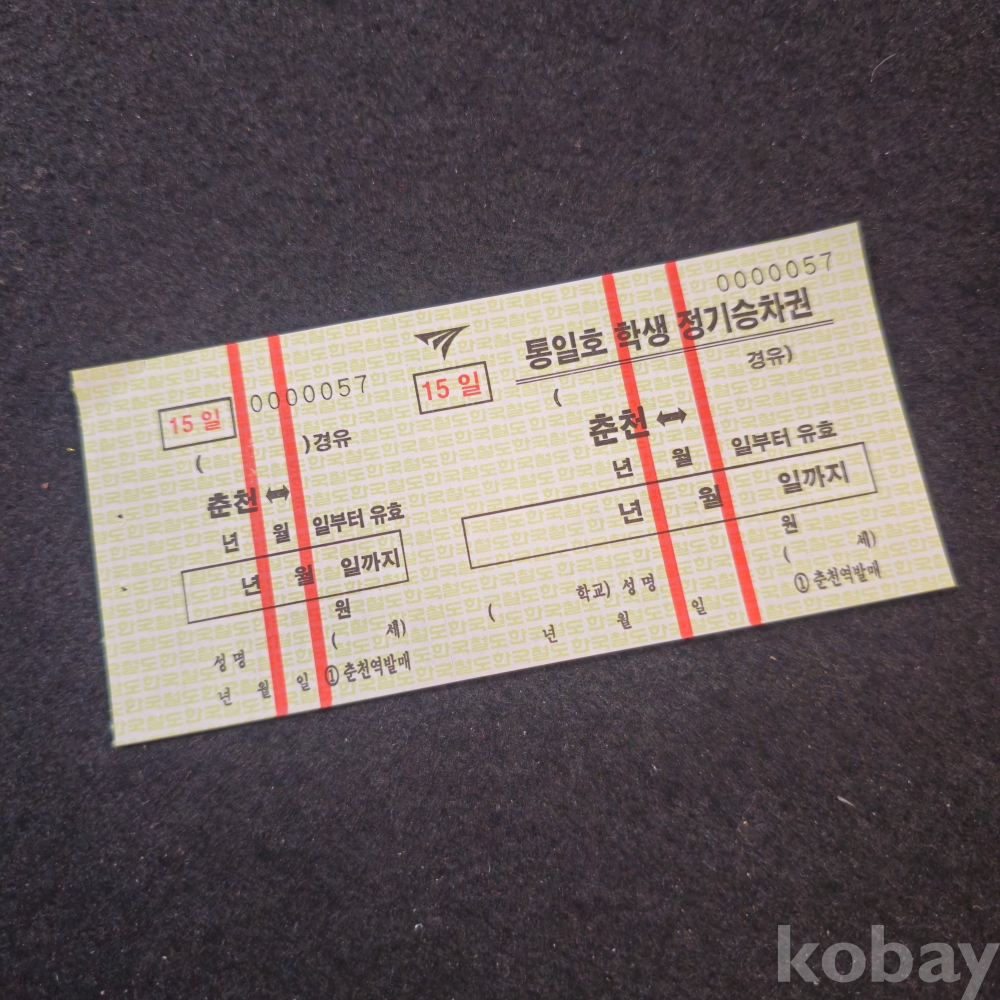 15 일
0000057
( )경유
춘천 ↔
년 월 일부터 유효
년 월 일까지
원
( 세)
성 명
년 월 일 ① 춘천역발매
0000057
15 일
통일호 학생 정기승차권
( 경유)
춘천 ↔
년 월 일부터 유효
년 월 일까지
원
( 학교) 성 명 ( 세)
년 월 일 ① 춘천역발매
kobay